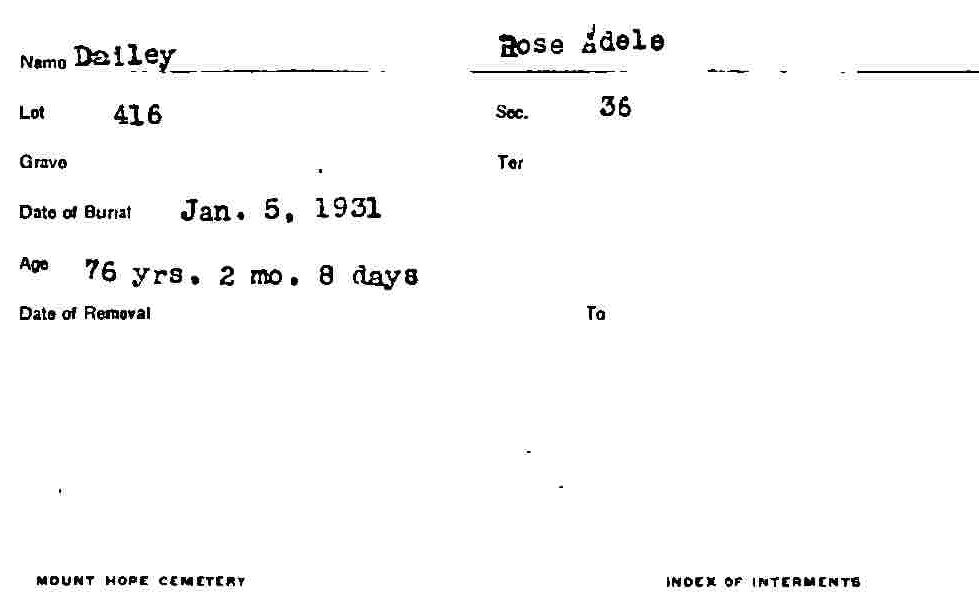 Name Dailey Rose Adele
Lot 416 Sec. 36
Grave Ter
Date of Burial Jan. 5, 1931
Age 76 yrs. 2 mo. 8 days
Date of Removal To
MOUNT HOPE CEMETERY INDEX OF INTERMENTS